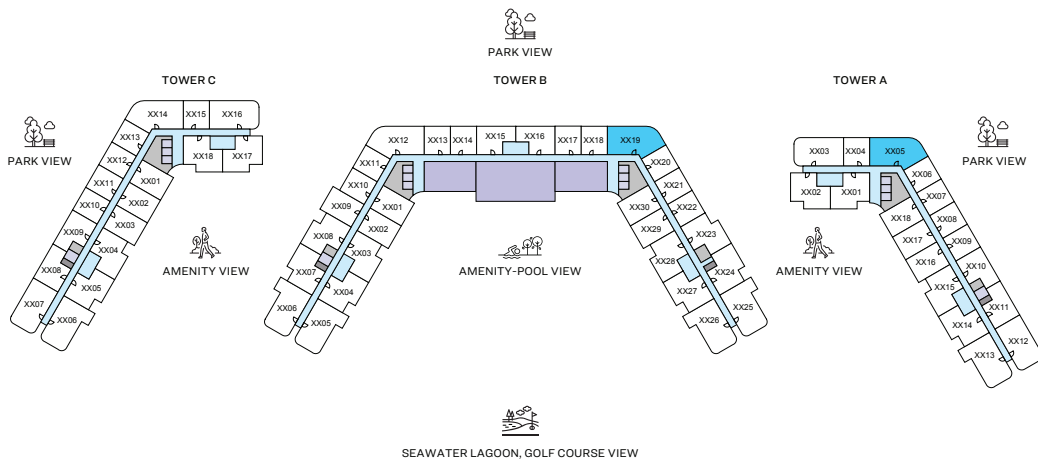 PARK VIEW
TOWER C
TOWER B
TOWER A
PARK VIEW
PARK VIEW
XX14
XX15
XX16
XX13
XX12
XX11
XX10
XX09
XX08
XX07
XX06
XX05
XX04
XX03
XX02
XX01
XX18
XX17
AMENITY VIEW
XX12
XX13
XX14
XX15
XX16
XX17
XX18
XX19
XX11
XX10
XX09
XX08
XX07
XX06
XX05
XX04
XX03
XX02
XX01
XX20
XX21
XX22
XX23
XX24
XX25
XX26
XX27
XX28
XX29
XX30
AMENITY-POOL VIEW
XX03
XX04
XX05
XX02
XX01
XX06
XX07
XX08
XX09
XX10
XX11
XX12
XX13
XX14
XX15
XX16
XX17
XX18
AMENITY VIEW
SEAWATER LAGOON, GOLF COURSE VIEW